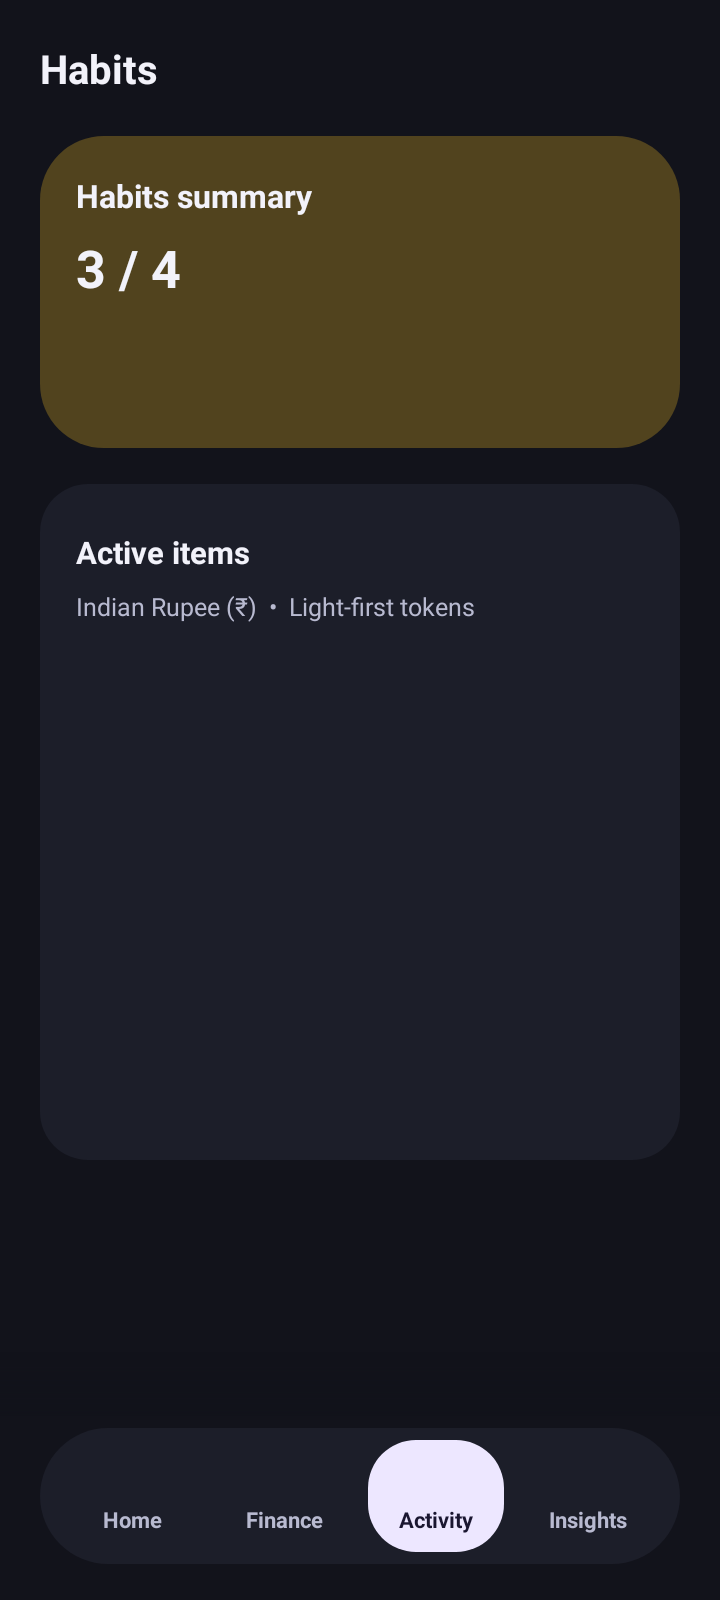 Habits
Habits summary
3 / 4
Active items
Indian Rupee (₹) • Light-first tokens
Home
Finance
Activity
Insights